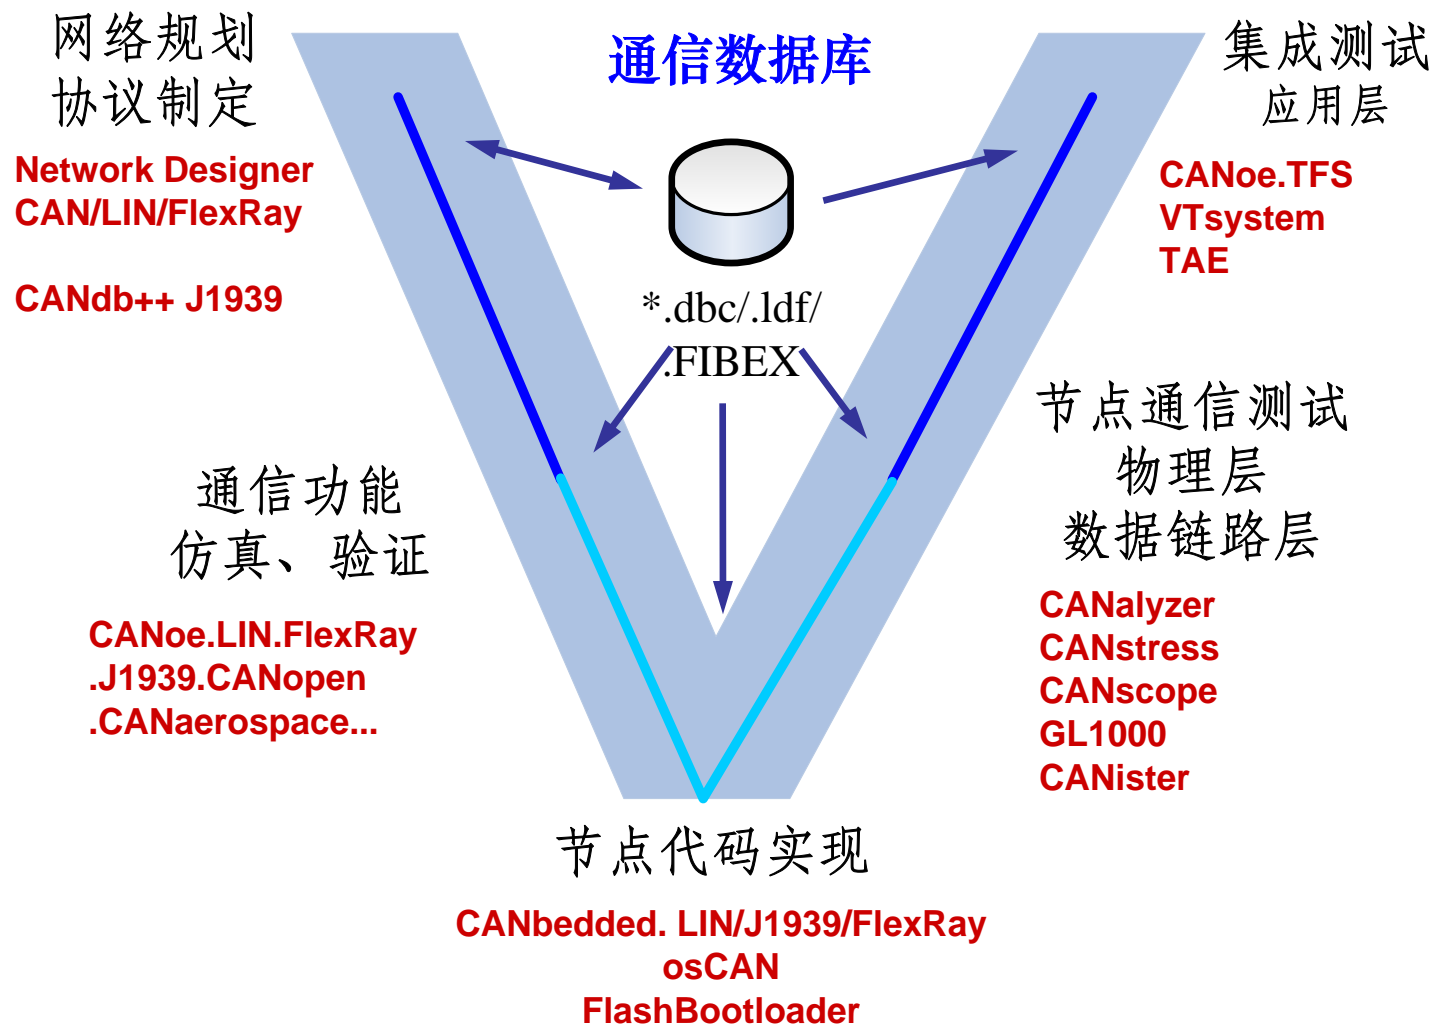 网络规划
协议制定
Network Designer
CAN/LIN/FlexRay
CANdb++ J1939
通信数据库
*.dbc/.ldf/
.FIBEX
集成测试
应用层
CANoe.TFS
VTsystem
TAE
通信功能
仿真、验证
CANoe.LIN.FlexRay
.J1939.CANopen
.CANaerospace...
节点通信测试
物理层
数据链路层
CANalyzer
CANstress
CANscope
GL1000
CANister
节点代码实现
CANbedded. LIN/J1939/FlexRay
osCAN
FlashBootloader